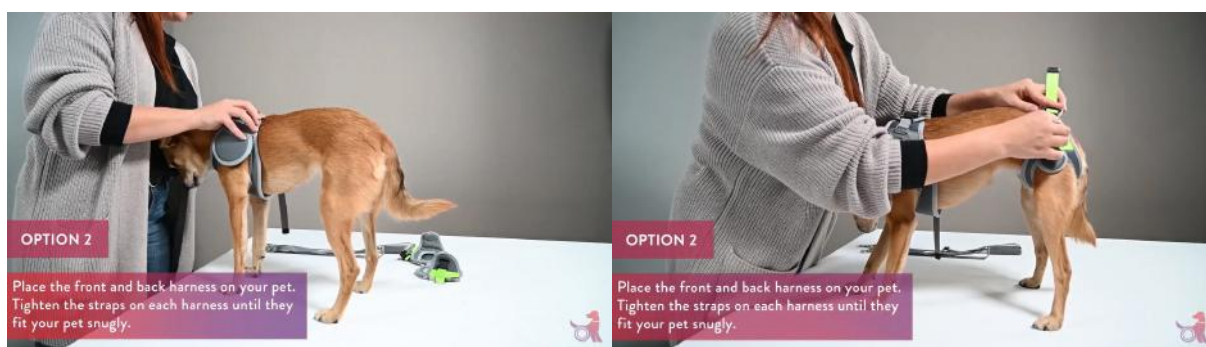 OPTION 2
Place the front and back harness on your pet.
Tighten the straps on each harness until they
fit your pet snugly.
OPTION 2
Place the front and back harness on your pet.
Tighten the straps on each harness until they
fit your pet snugly.